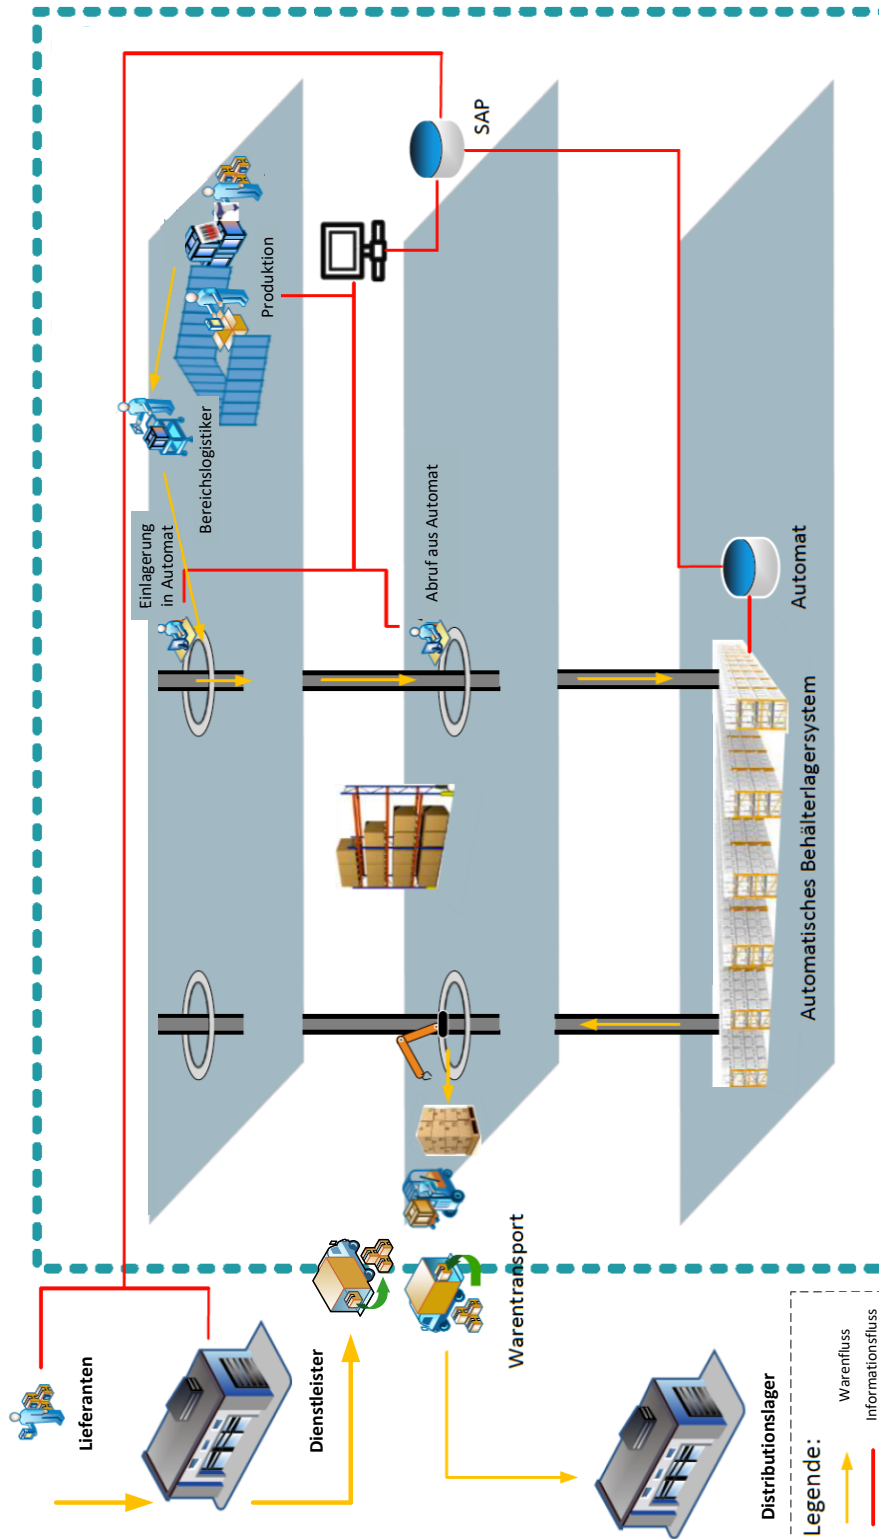 Lieferanten
Dienstleister
Warentransport
Distributionslager
Legende:
Warenfluss
Informationsfluss
Einlagerung
in Automat
Bereichslogistiker
Produktion
Abruf aus Automat
SAP
Automat
Automatisches Behälterlagersystem